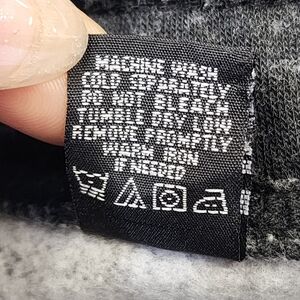 MACHINE WASH
COLD SEPARATELY
DO NOT BLEACH
TUMBLE DRY LOW
REMOVE PROMPTLY
WARM IRON
IF NEEDED